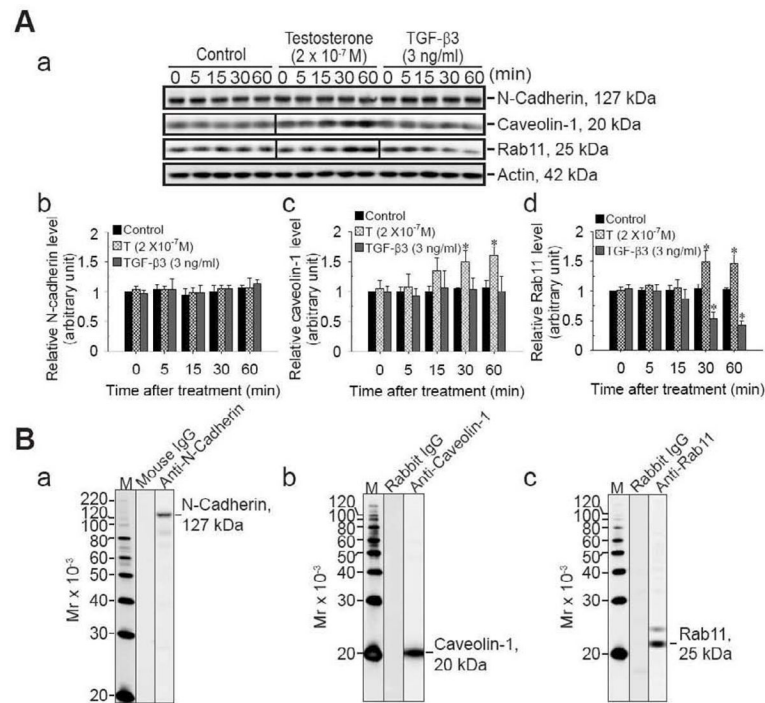 A
a
Control
Testosterone
(2 x 10⁻⁷ M)
TGF-β3
(3 ng/ml)
0 5 15 30 60 0 5 15 30 60 0 5 15 30 60 (min)
N-Cadherin, 127 kDa
Caveolin-1, 20 kDa
Rab11, 25 kDa
Actin, 42 kDa
b
Control
T (2 X10⁻⁷M)
TGF-β3 (3 ng/ml)
Relative N-cadherin level
(arbitrary unit)
2
1.5
1
0.5
0
0 5 15 30 60
Time after treatment (min)
c
Control
T (2 X10⁻⁷M)
TGF-β3 (3 ng/ml)
Relative caveolin-1 level
(arbitrary unit)
2
1.5
1
0.5
0
* *
0 5 15 30 60
Time after treatment (min)
d
Control
T (2 X10⁻⁷M)
TGF-β3 (3 ng/ml)
Relative Rab11 level
(arbitrary unit)
2
1.5
1
0.5
0
* *
* *
0 5 15 30 60
Time after treatment (min)
B
a
M
Mouse IgG
Anti-N-Cadherin
Mr x 10⁻³
220
120
100
80
60
50
40
30
20
N-Cadherin,
127 kDa
b
M
Rabbit IgG
Anti-Caveolin-1
Mr x 10⁻³
120
100
80
60
50
40
30
20
Caveolin-1,
20 kDa
c
M
Rabbit IgG
Anti-Rab11
Mr x 10⁻³
120
100
80
60
50
40
30
20
Rab11,
25 kDa